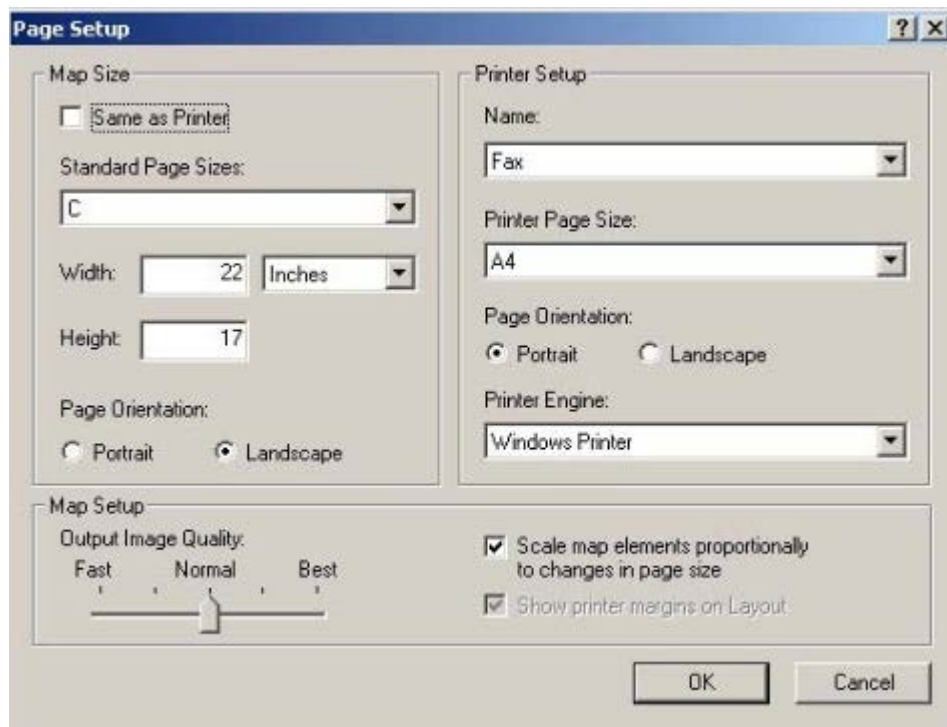 Page Setup
Map Size
Same as Printer
Standard Page Sizes:
C
Width: 22 Inches
Height: 17
Page Orientation:
Portrait Landscape
Printer Setup
Name:
Fax
Printer Page Size:
A4
Page Orientation:
Portrait Landscape
Printer Engine:
Windows Printer
Map Setup
Output Image Quality:
Fast Normal Best
Scale map elements proportionally
to changes in page size
Show printer margins on Layout
OK Cancel